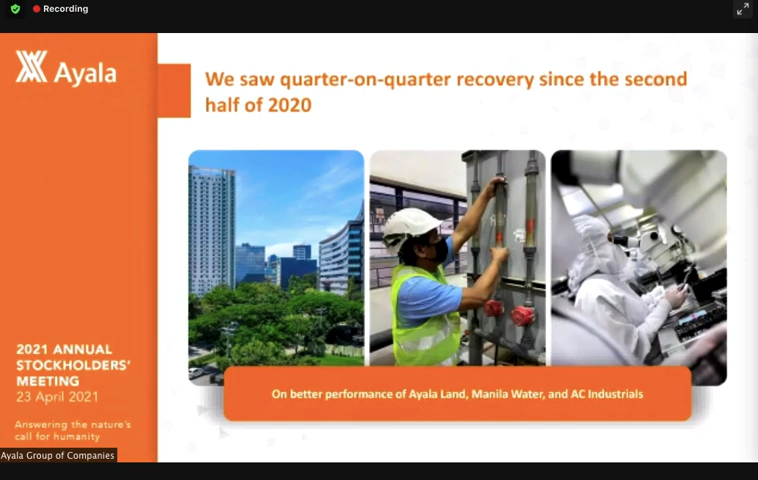 Recording
Ayala
We saw quarter-on-quarter recovery since the second
half of 2020
On better performance of Ayala Land, Manila Water, and AC Industrials
2021 ANNUAL
STOCKHOLDERS'
MEETING
23 April 2021
Answering the nature's
call for humanity
Ayala Group of Companies